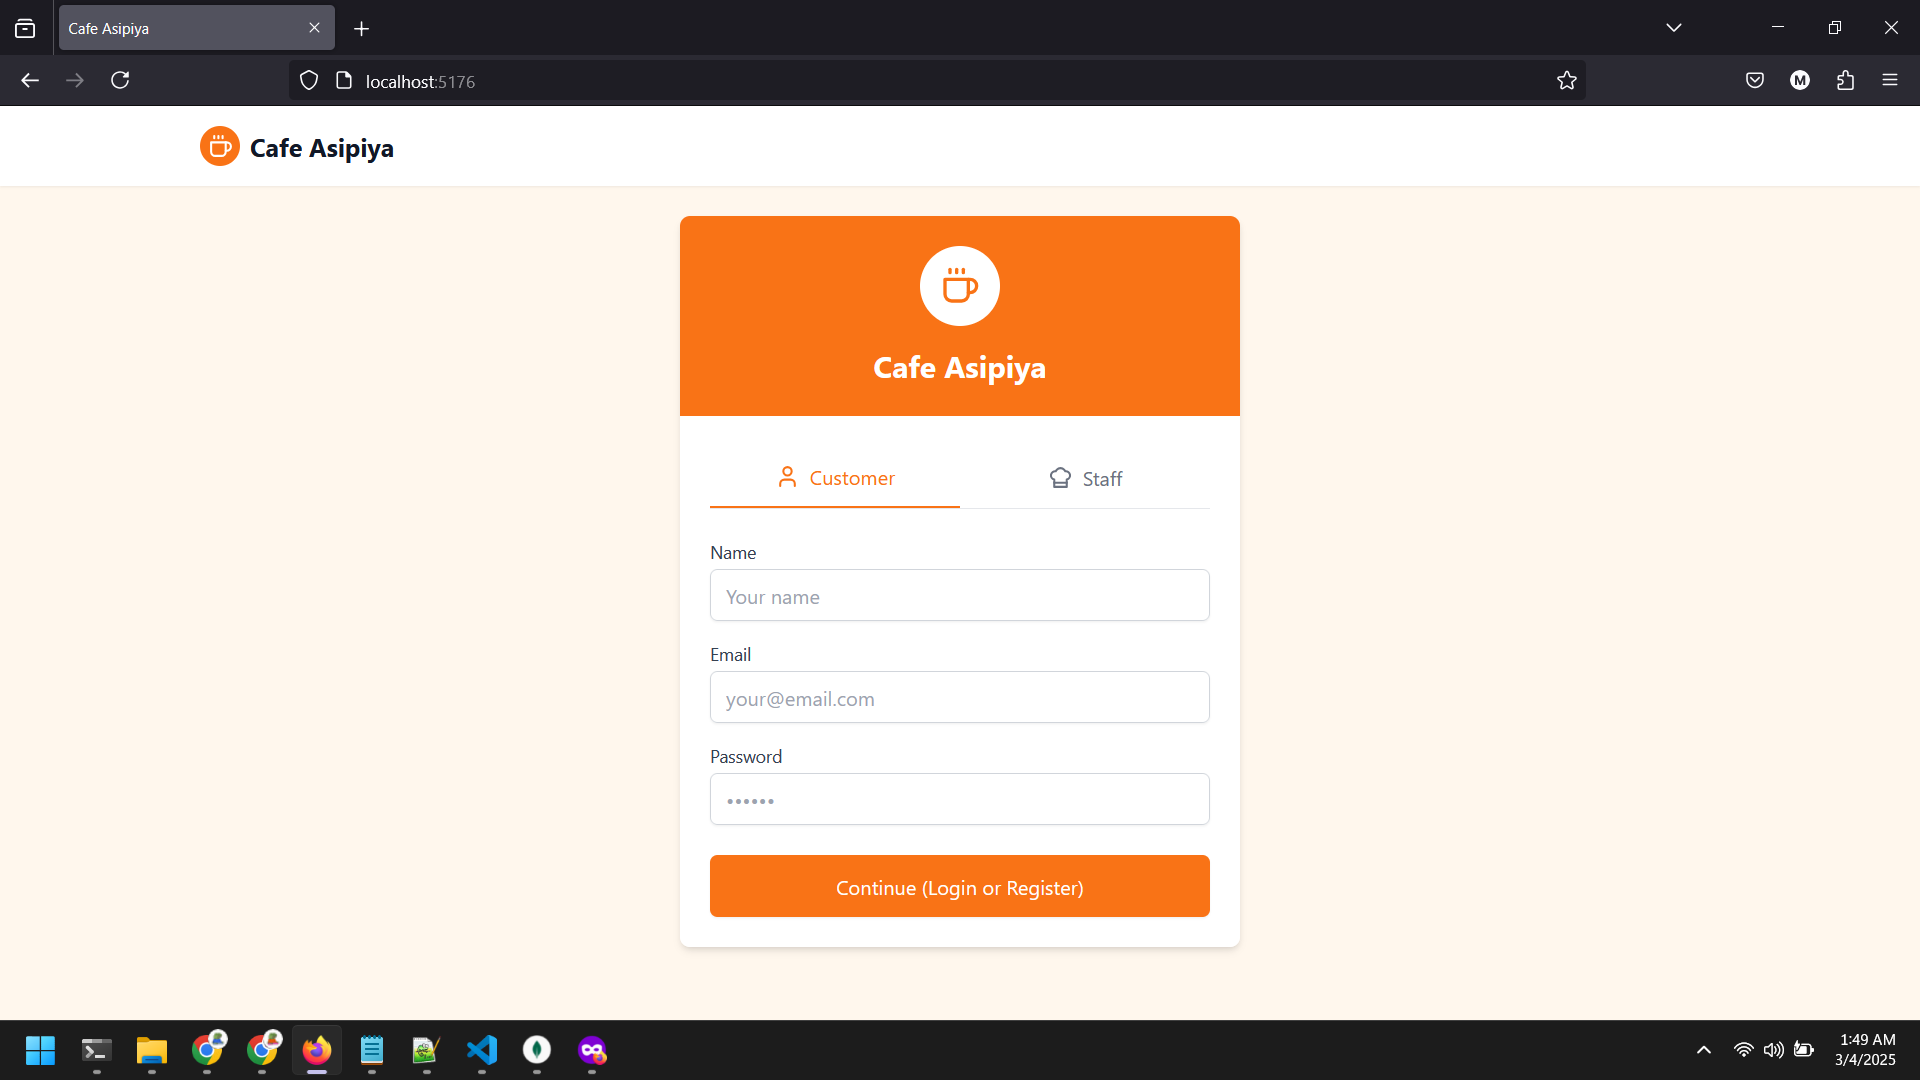 Cafe Asipiya
localhost:5176
M
Cafe Asipiya
Cafe Asipiya
Customer
Staff
Name
Your name
Email
your@email.com
Password
••••••
Continue (Login or Register)
1:49 AM
3/4/2025